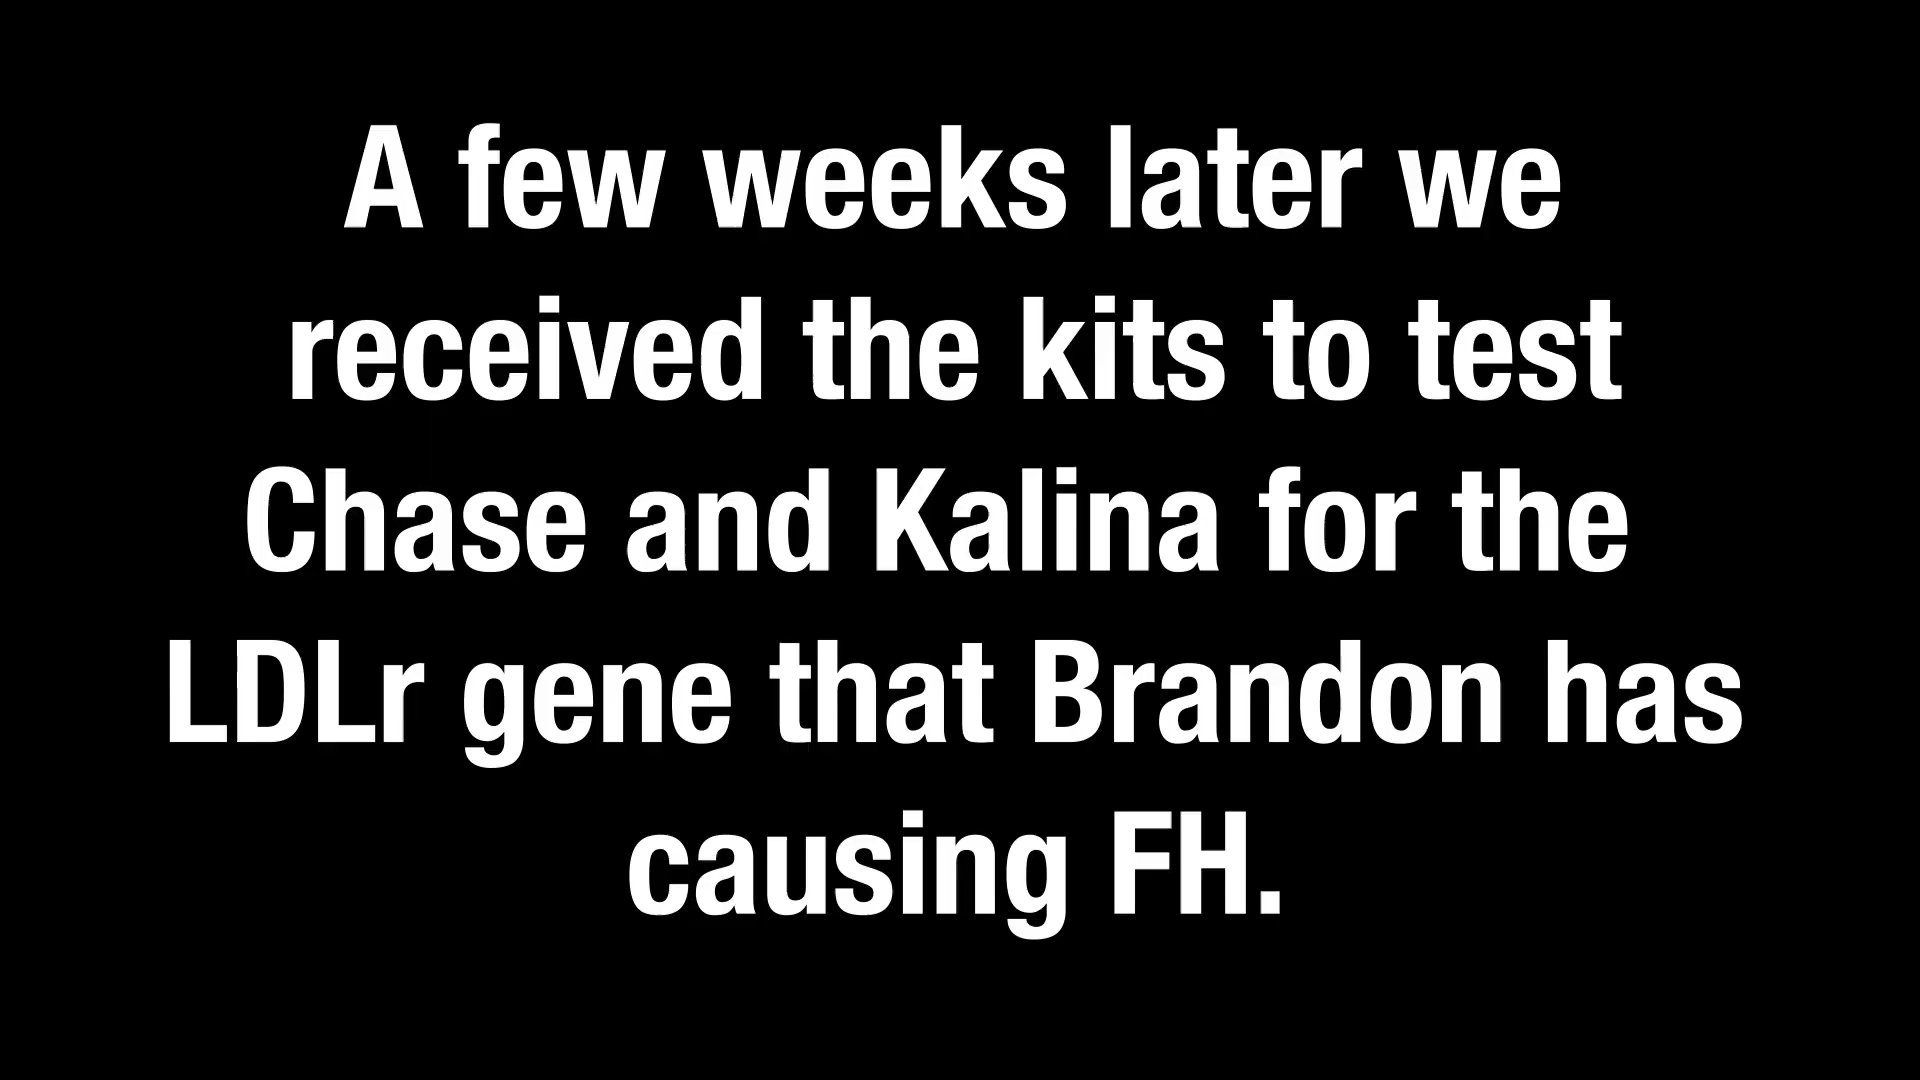 A few weeks later we
received the kits to test
Chase and Kalina for the
LDLr gene that Brandon has
causing FH.